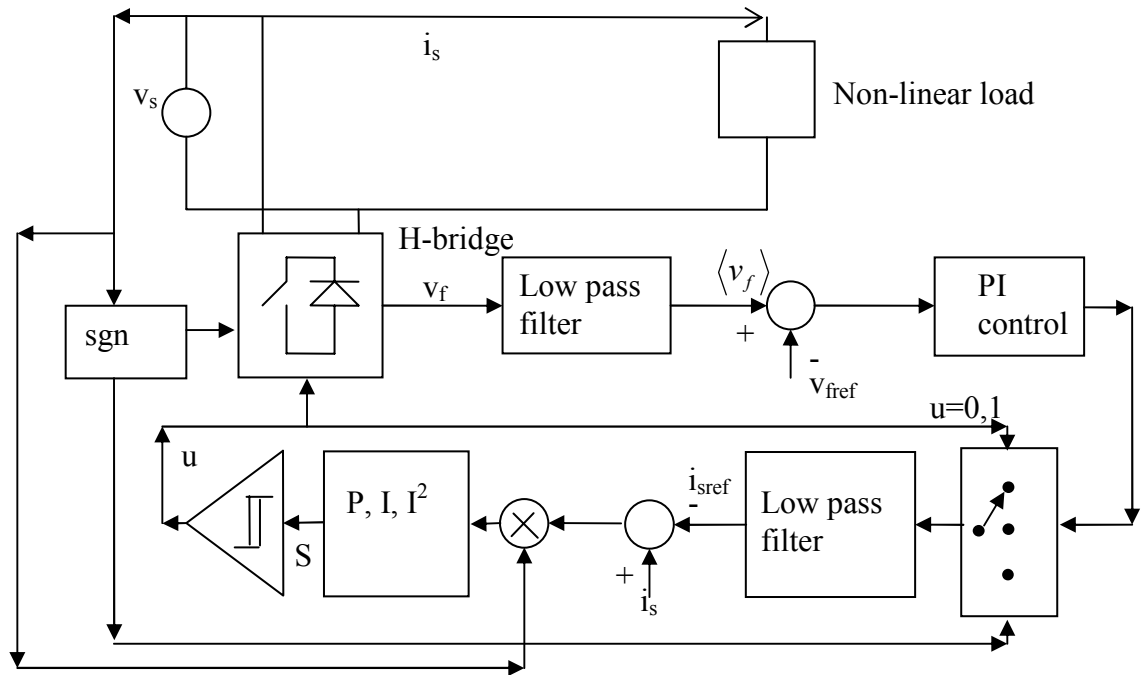 i_s
v_s
Non-linear load
H-bridge
sgn
v_f
Low pass
filter
⟨v_f⟩
+
-
v_fref
PI
control
u=0,1
u
S
P, I, I²
+
i_s
i_sref
-
Low pass
filter